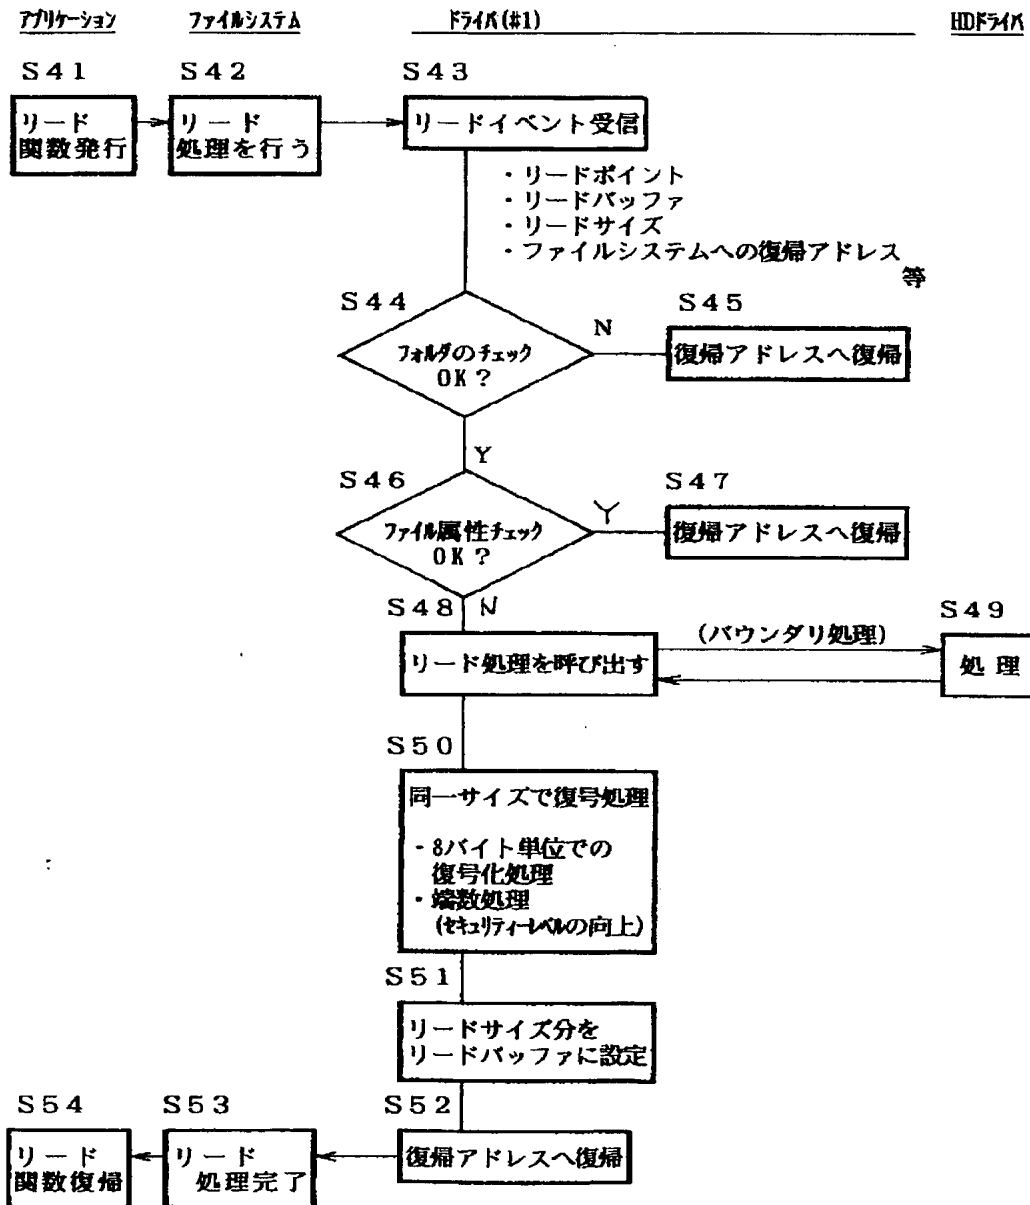 アプリケーション
ファイルシステム
ドライバ(#1)
HDドライバ
S41
S42
S43
リード
関数発行
リード
処理を行う
リードイベント受信
・リードポイント
・リードバッファ
・リードサイズ
・ファイルシステムへの復帰アドレス
等
S44
フォルダのチェック
OK?
N
S45
復帰アドレスへ復帰
Y
S46
ファイル属性チェック
OK?
Y
S47
復帰アドレスへ復帰
N
S48
リード処理を呼び出す
(バウンダリ処理)
S49
処理
S50
同一サイズで復号処理
・8バイト単位での
復号化処理
・端数処理
(セキュリティーレベルの向上)
S51
リードサイズ分を
リードバッファに設定
S52
復帰アドレスへ復帰
S53
リード
処理完了
S54
リード
関数復帰